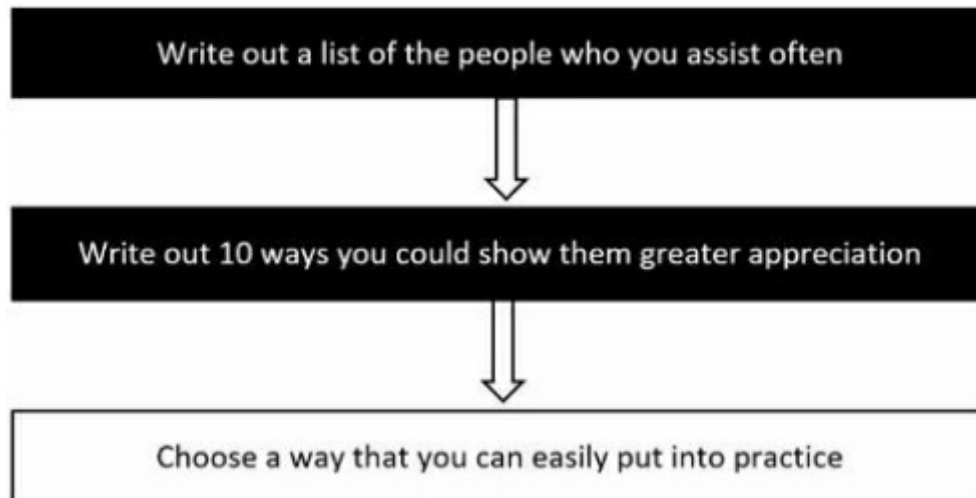 Write out a list of the people who you assist often
Write out 10 ways you could show them greater appreciation
Choose a way that you can easily put into practice